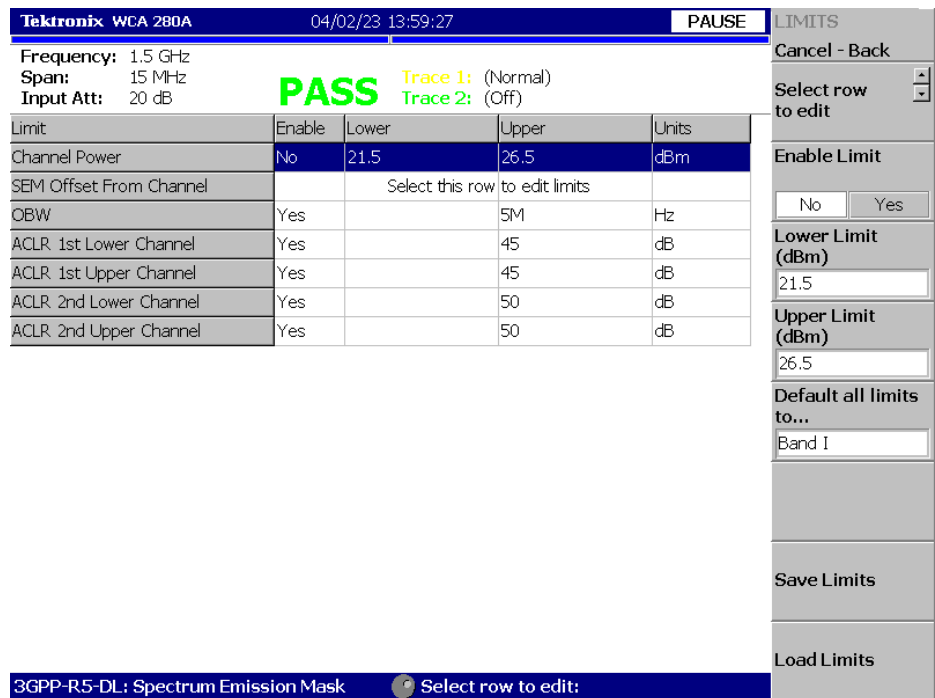 Tektronix WCA 280A 04/02/23 13:59:27 PAUSE
Frequency: 1.5 GHz
Span: 15 MHz
Input Att: 20 dB
PASS
Trace 1: (Normal)
Trace 2: (Off)
Limit Enable Lower Upper Units
Channel Power No 21.5 26.5 dBm
SEM Offset From Channel Select this row to edit limits
OBW Yes 5M Hz
ACLR 1st Lower Channel Yes 45 dB
ACLR 1st Upper Channel Yes 45 dB
ACLR 2nd Lower Channel Yes 50 dB
ACLR 2nd Upper Channel Yes 50 dB
3GPP-R5-DL: Spectrum Emission Mask Select row to edit:
LIMITS
Cancel - Back
Select row
to edit
Enable Limit
No Yes
Lower Limit
(dBm)
21.5
Upper Limit
(dBm)
26.5
Default all limits
to...
Band I
Save Limits
Load Limits